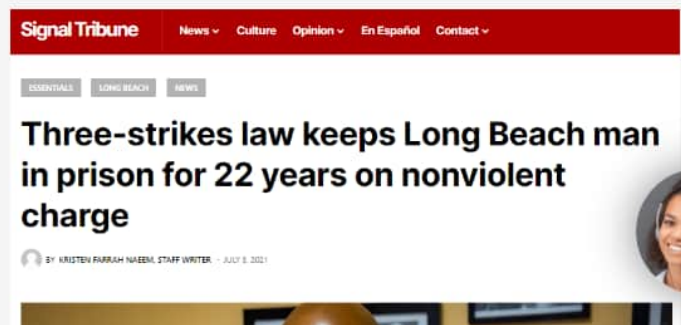 Signal Tribune News Culture Opinion En Español Contact
ESSENTIALS LONG BEACH NEWS
Three-strikes law keeps Long Beach man
in prison for 22 years on nonviolent
charge
BY KRISTEN FARRAH NAEEM, STAFF WRITER - JULY 3, 2021